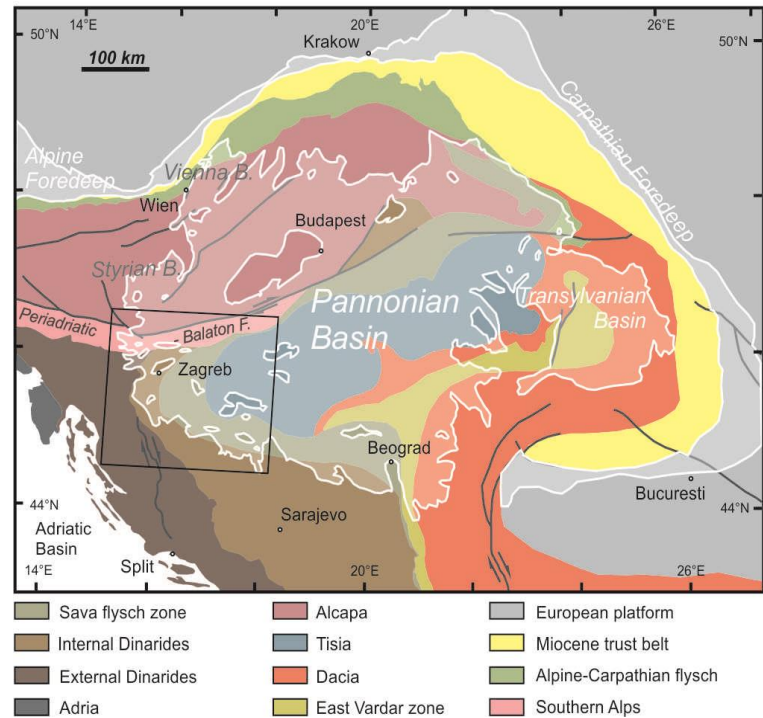 14°E
20°E
26°E
50°N
50°N
Krakow
100 km
Carpathian Foredeep
Alpine
Foredeep
Vienna B.
Wien
Budapest
Styrian B.
Pannonian
Basin
Transylvanian
Basin
Periadriatic
- Balaton F.
Zagreb
Beograd
Bucuresti
44°N
44°N
Adriatic
Basin
Sarajevo
Split
14°E
20°E
26°E
Sava flysch zone
Internal Dinarides
External Dinarides
Adria
Alcapa
Tisia
Dacia
East Vardar zone
European platform
Miocene trust belt
Alpine-Carpathian flysch
Southern Alps